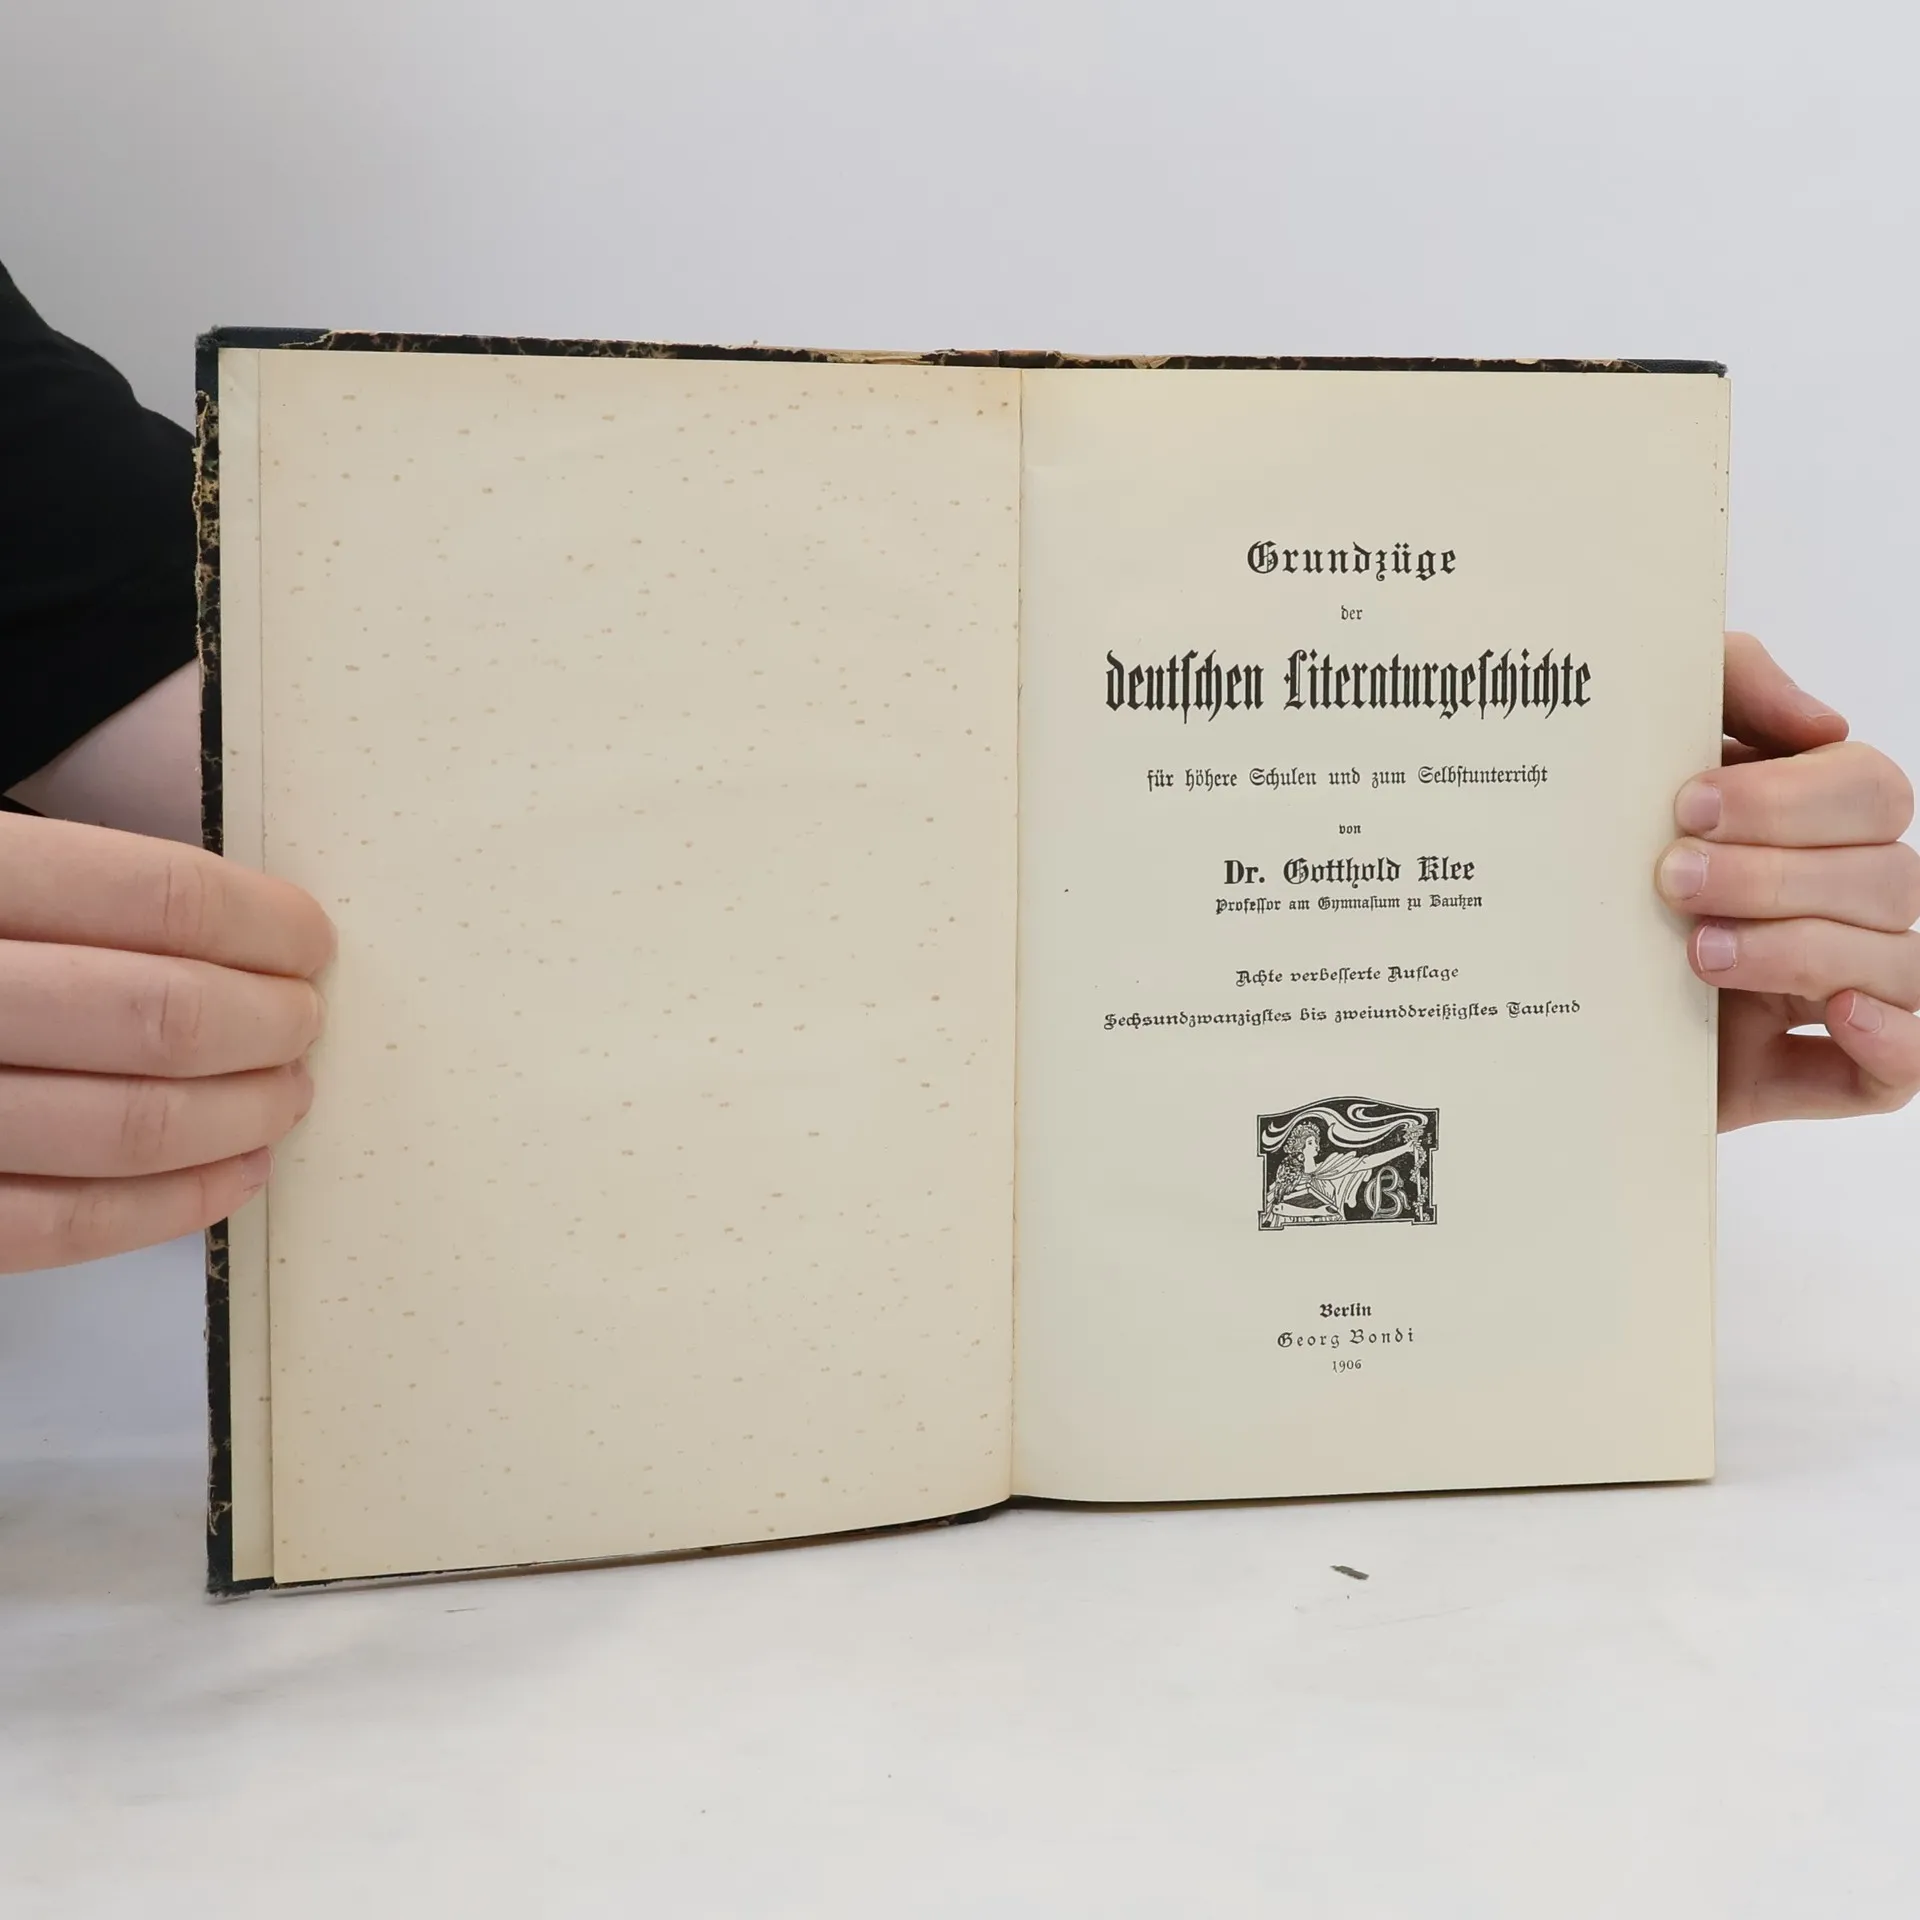 Grundzüge
der
deutschen Literaturgeschichte
für höhere Schulen und zum Selbstunterricht
von
Dr. Gotthold Klee
Professor am Gymnasium zu Bautzen
Achte verbesserte Auflage
Sechsundzwanzigstes bis zweiunddreißigstes Tausend
GB
Berlin
Georg Bondi
1906